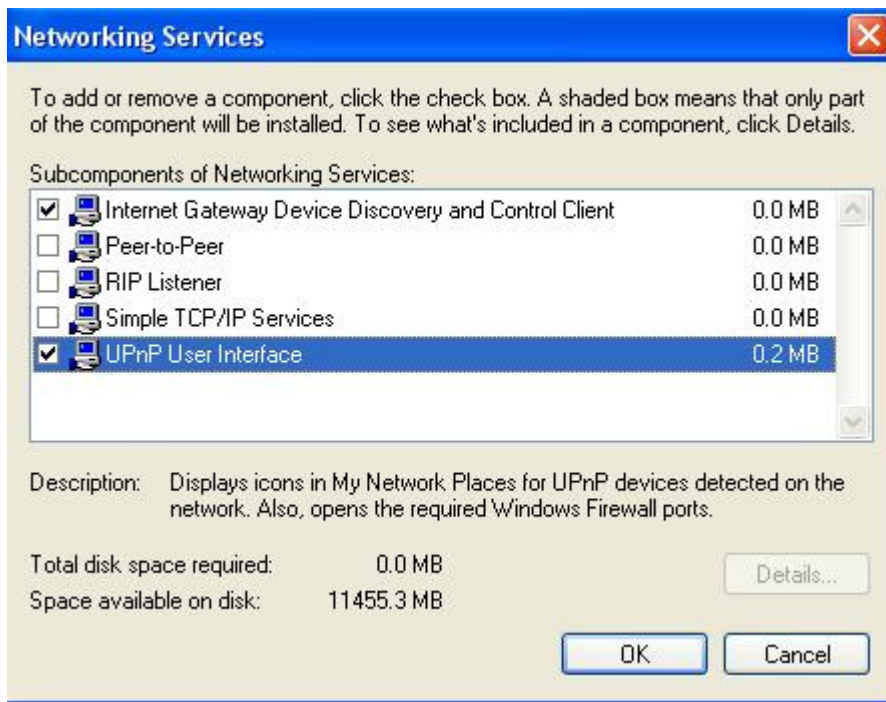 Networking Services
To add or remove a component, click the check box. A shaded box means that only part
of the component will be installed. To see what's included in a component, click Details.
Subcomponents of Networking Services:
Internet Gateway Device Discovery and Control Client 0.0 MB
Peer-to-Peer 0.0 MB
RIP Listener 0.0 MB
Simple TCP/IP Services 0.0 MB
UPnP User Interface 0.2 MB
Description: Displays icons in My Network Places for UPnP devices detected on the
network. Also, opens the required Windows Firewall ports.
Total disk space required: 0.0 MB
Space available on disk: 11455.3 MB
Details...
OK Cancel